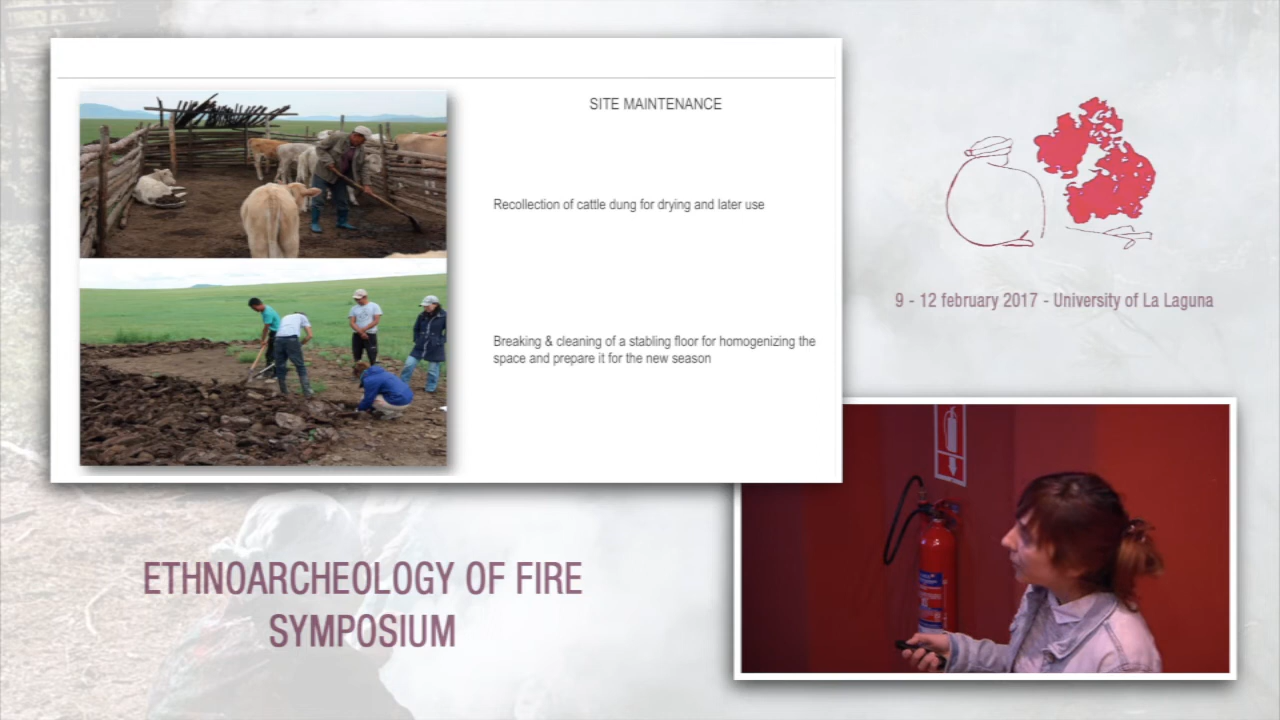 SITE MAINTENANCE
Recollection of cattle dung for drying and later use
Breaking & cleaning of a stabling floor for homogenizing the
space and prepare it for the new season
9 - 12 february 2017 - University of La Laguna
ETHNOARCHEOLOGY OF FIRE
SYMPOSIUM